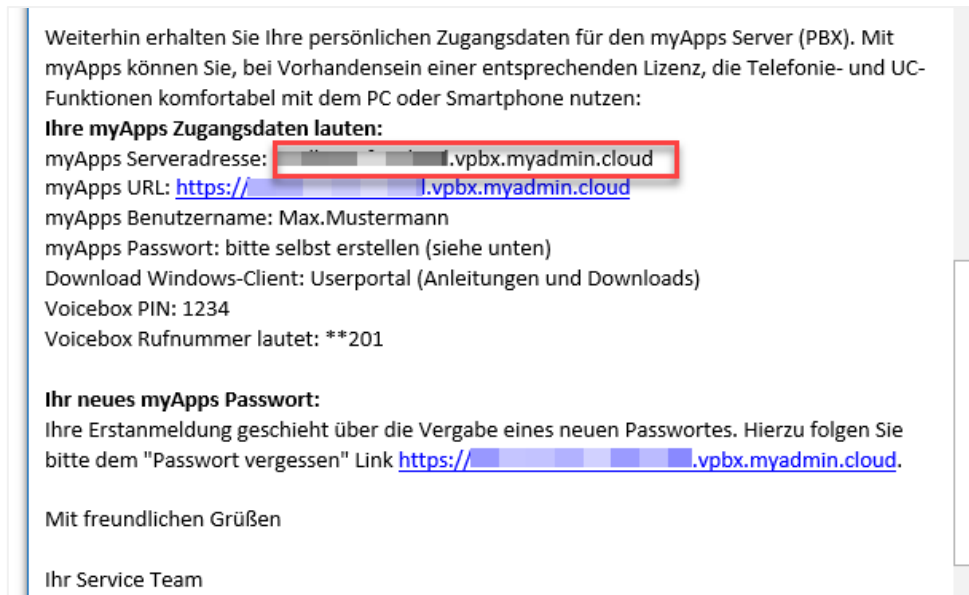 Weiterhin erhalten Sie Ihre persönlichen Zugangsdaten für den myApps Server (PBX). Mit
myApps können Sie, bei Vorhandensein einer entsprechenden Lizenz, die Telefonie- und UC-
Funktionen komfortabel mit dem PC oder Smartphone nutzen:
Ihre myApps Zugangsdaten lauten:
myApps Serveradresse: .vpbx.myadmin.cloud
myApps URL: https:// .vpbx.myadmin.cloud
myApps Benutzername: Max.Mustermann
myApps Passwort: bitte selbst erstellen (siehe unten)
Download Windows-Client: Userportal (Anleitungen und Downloads)
Voicebox PIN: 1234
Voicebox Rufnummer lautet: **201
Ihr neues myApps Passwort:
Ihre Erstanmeldung geschieht über die Vergabe eines neuen Passwortes. Hierzu folgen Sie
bitte dem "Passwort vergessen" Link https:// .vpbx.myadmin.cloud.
Mit freundlichen Grüßen
Ihr Service Team